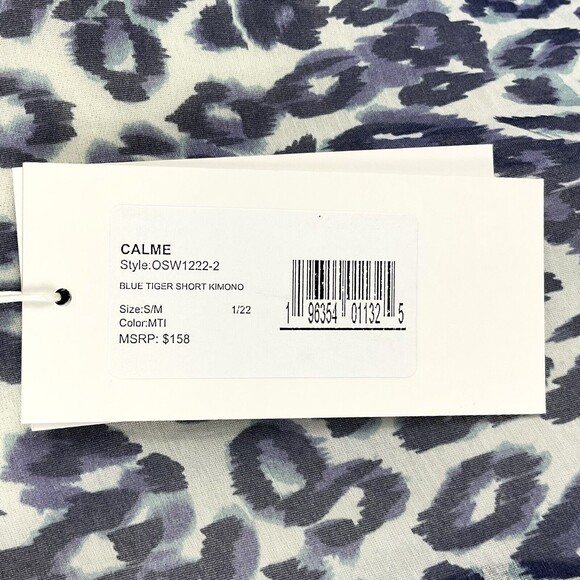 CALME
Style:OSW1222-2
BLUE TIGER SHORT KIMONO
Size:S/M 1/22
Color:MTI
MSRP: $158
1 96354 01132 5